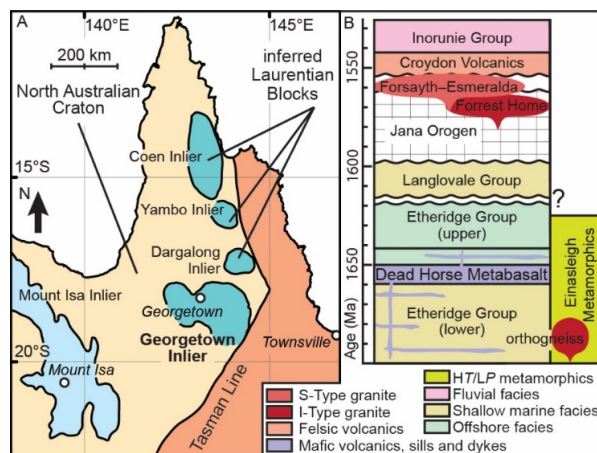 A
140°E
145°E
200 km
inferred
Laurentian
Blocks
North Australian
Craton
Coen Inlier
15°S
N
Yambo Inlier
Dargalong
Inlier
Mount Isa Inlier
Georgetown
Georgetown
Inlier
Townsville
Mount Isa
20°S
Tasman Line
S-Type granite
I-Type granite
Felsic volcanics
Mafic volcanics, sills and dykes
HT/LP metamorphics
Fluvial facies
Shallow marine facies
Offshore facies
B
Inorunie Group
1550
Croydon Volcanics
Forsayth–Esmeralda
Forrest Home
Jana Orogen
1600
Langlovale Group
?
Etheridge Group
(upper)
1650
Dead Horse Metabasalt
Etheridge Group
(lower)
Einasleigh
Metamorphics
orthogneiss
Age (Ma)